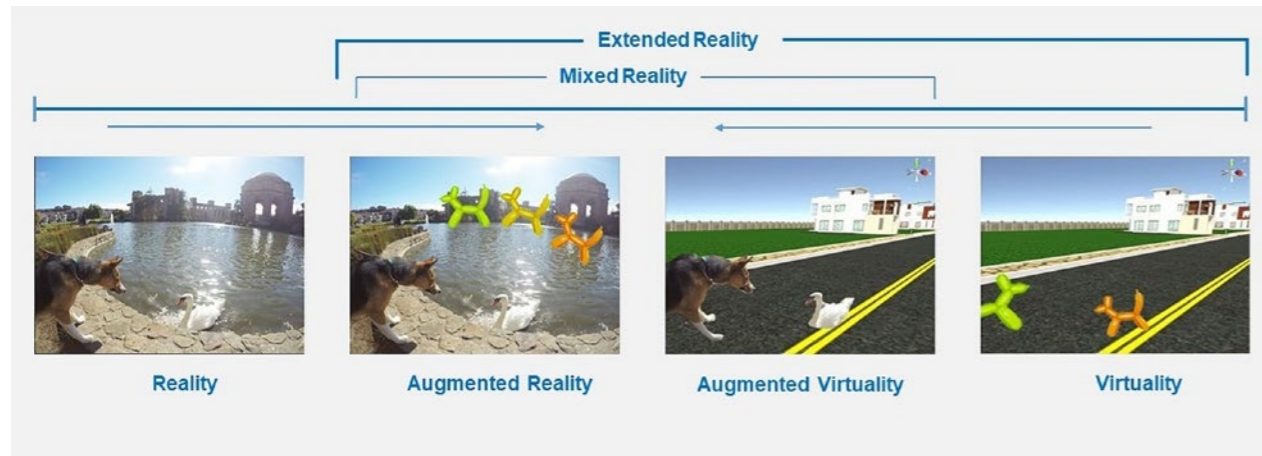 Extended Reality
Mixed Reality
Reality
Augmented Reality
Augmented Virtuality
Virtuality